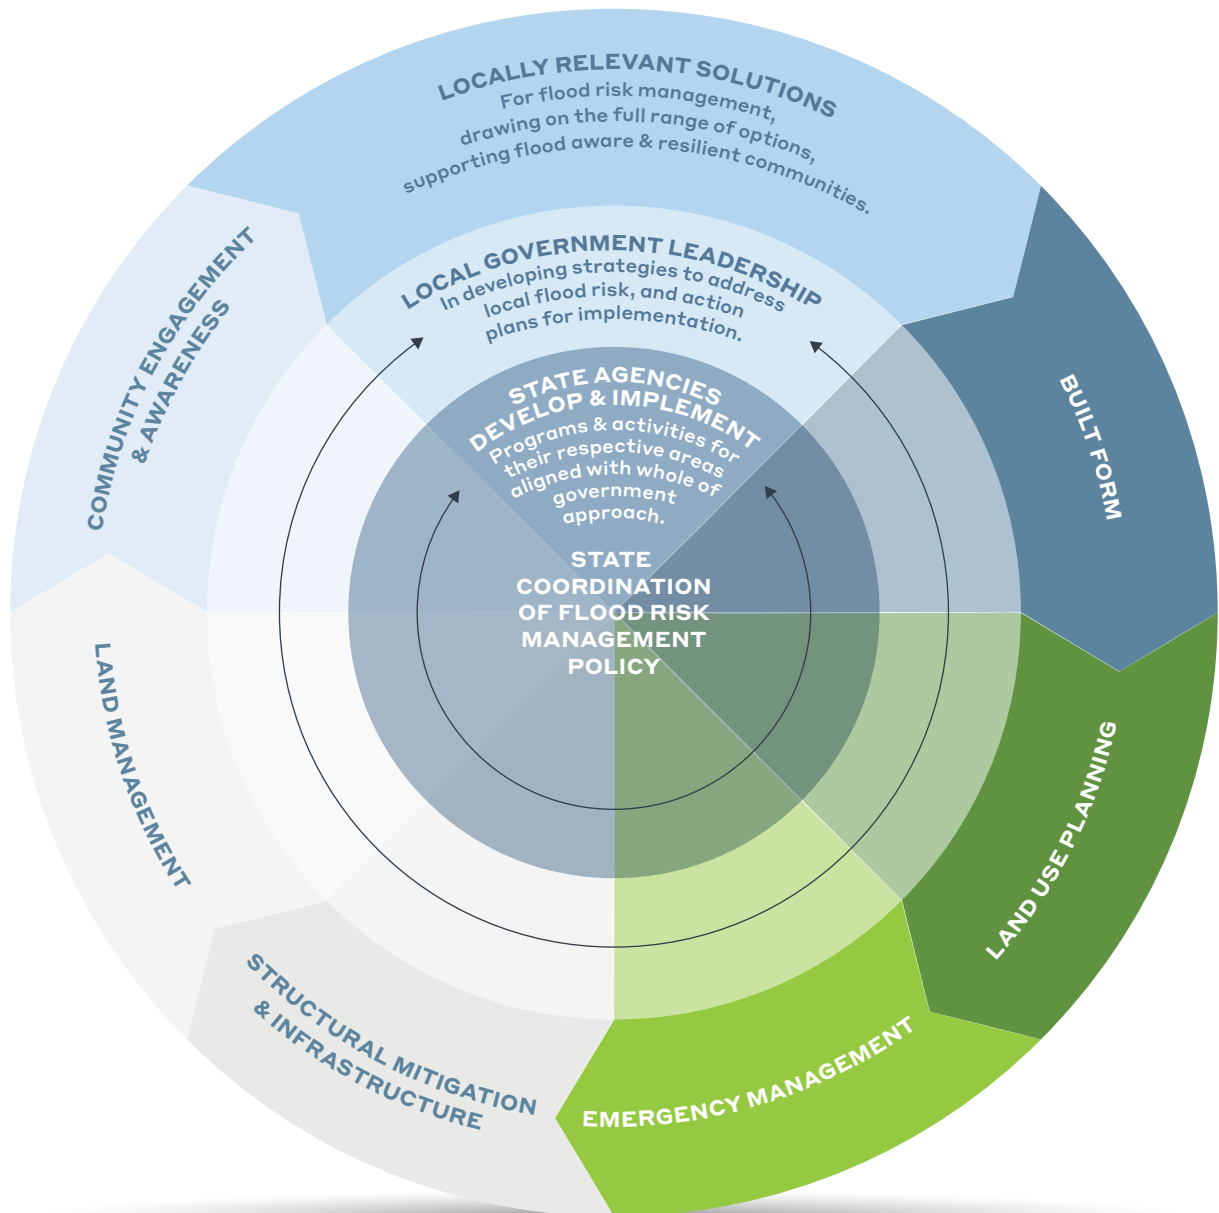 LOCALLY RELEVANT SOLUTIONS
For flood risk management,
drawing on the full range of options,
supporting flood aware & resilient communities.
LOCAL GOVERNMENT LEADERSHIP
In developing strategies to address
local flood risk, and action
plans for implementation.
STATE AGENCIES
DEVELOP & IMPLEMENT
Programs & activities for
their respective areas
aligned with whole of
government
approach.
STATE
COORDINATION
OF FLOOD RISK
MANAGEMENT
POLICY
BUILT FORM
LAND USE PLANNING
EMERGENCY MANAGEMENT
STRUCTURAL MITIGATION
& INFRASTRUCTURE
LAND MANAGEMENT
COMMUNITY ENGAGEMENT
& AWARENESS